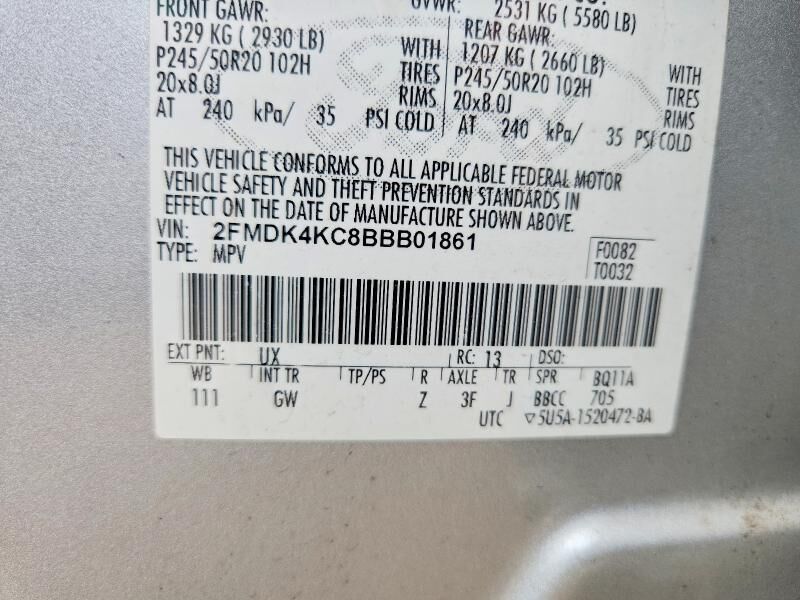 FRONT GAWR:
1329 KG ( 2930 LB)
P245/50R20 102H
20x8.0J
AT 240 kPa/ 35 PSI COLD
WITH
TIRES
RIMS
GVWR: 2531 KG ( 5580 LB)
REAR GAWR:
1207 KG ( 2660 LB)
P245/50R20 102H
20x8.0J
AT 240 kPa/ 35 PSI COLD
WITH
TIRES
RIMS
THIS VEHICLE CONFORMS TO ALL APPLICABLE FEDERAL MOTOR
VEHICLE SAFETY AND THEFT PREVENTION STANDARDS IN
EFFECT ON THE DATE OF MANUFACTURE SHOWN ABOVE.
VIN: 2FMDK4KC8BBB01861
TYPE: MPV
F0082
T0032
EXT PNT: UX RC: 13 DSO:
WB INT TR TP/PS R AXLE TR SPR BQ11A
111 GW Z 3F J BBCC 705
UTC ▽5U5A-1520472-BA